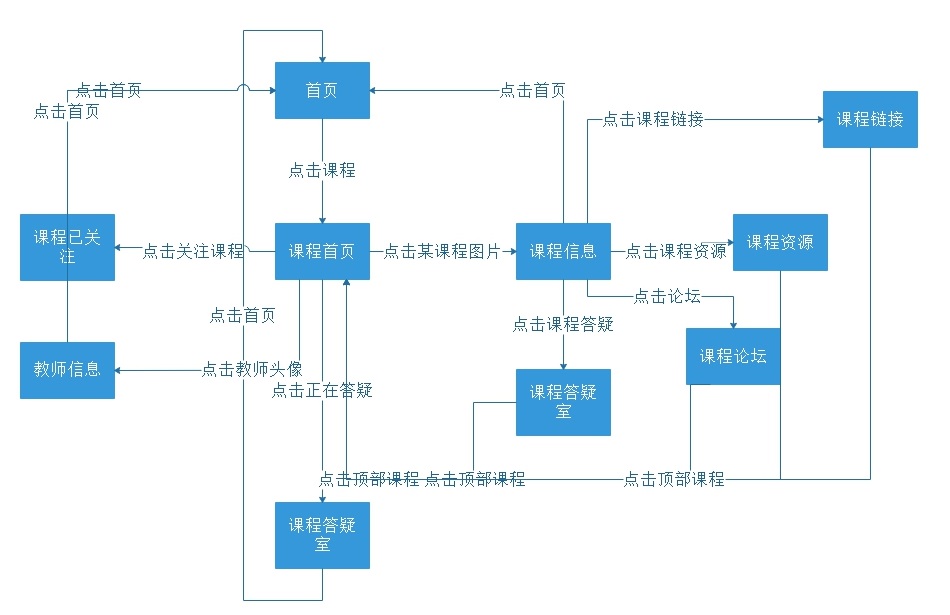 点击首页
首页
点击首页
点击首页
点击课程链接
课程链接
点击课程
课程已关
注
点击关注课程
课程首页
点击某课程图片
课程信息
点击课程资源
课程资源
点击论坛
点击首页
点击课程答疑
课程论坛
教师信息
点击教师头像
点击正在答疑
课程答疑
室
点击顶部课程
点击顶部课程
点击顶部课程
课程答疑
室